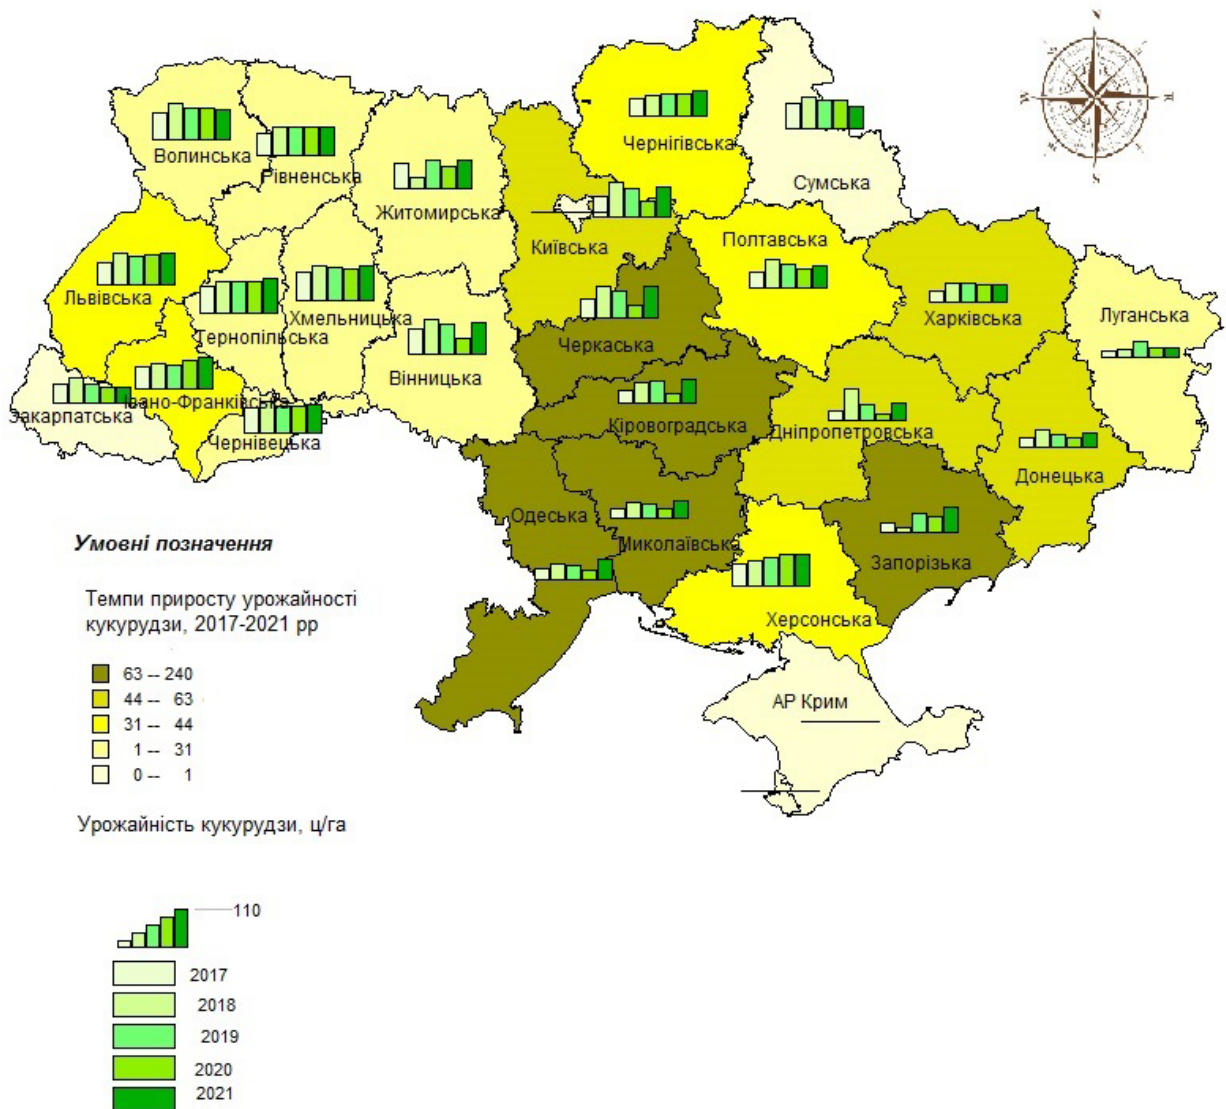 N
Волинська
Рівненська
Житомирська
Чернігівська
Сумська
Київська
Полтавська
Харківська
Луганська
Львівська
Тернопільська
Хмельницька
Вінницька
Черкаська
Закарпатська
Івано-Франківська
Чернівецька
Кіровоградська
Дніпропетровська
Донецька
Одеська
Миколаївська
Запорізька
Херсонська
АР Крим
Умовні позначення
Темпи приросту урожайності
кукурудзи, 2017-2021 рр
63 -- 240
44 -- 63
31 -- 44
1 -- 31
0 -- 1
Урожайність кукурудзи, ц/га
110
2017
2018
2019
2020
2021